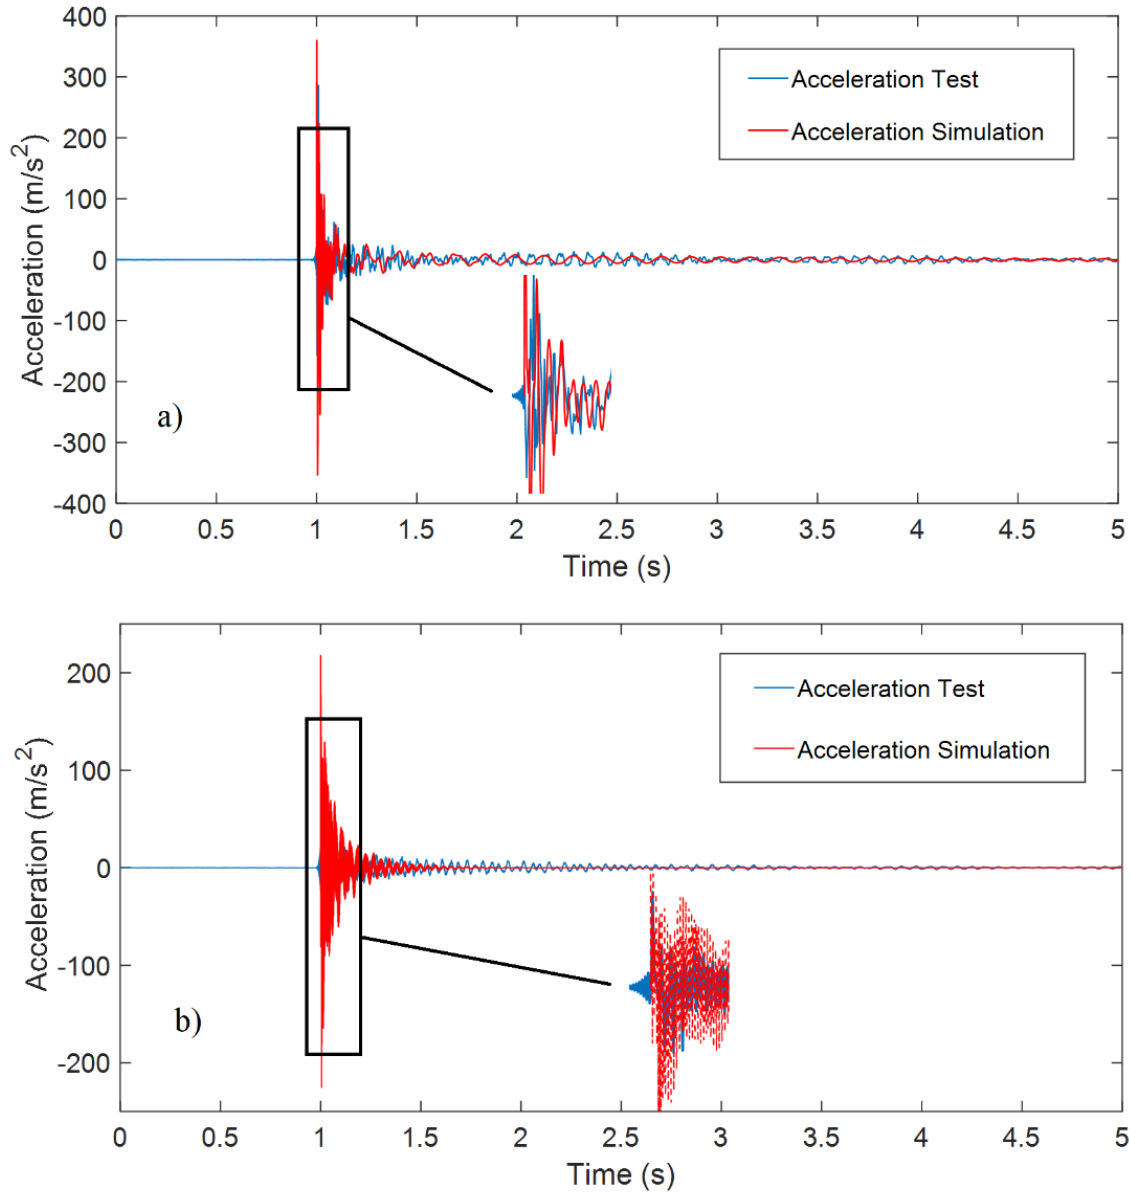 400
300
200
100
0
-100
-200
-300
-400
Acceleration (m/s²)
Acceleration Test
Acceleration Simulation
a)
0 0.5 1 1.5 2 2.5 3 3.5 4 4.5 5
Time (s)
200
100
0
-100
-200
Acceleration (m/s²)
Acceleration Test
Acceleration Simulation
b)
0 0.5 1 1.5 2 2.5 3 3.5 4 4.5 5
Time (s)